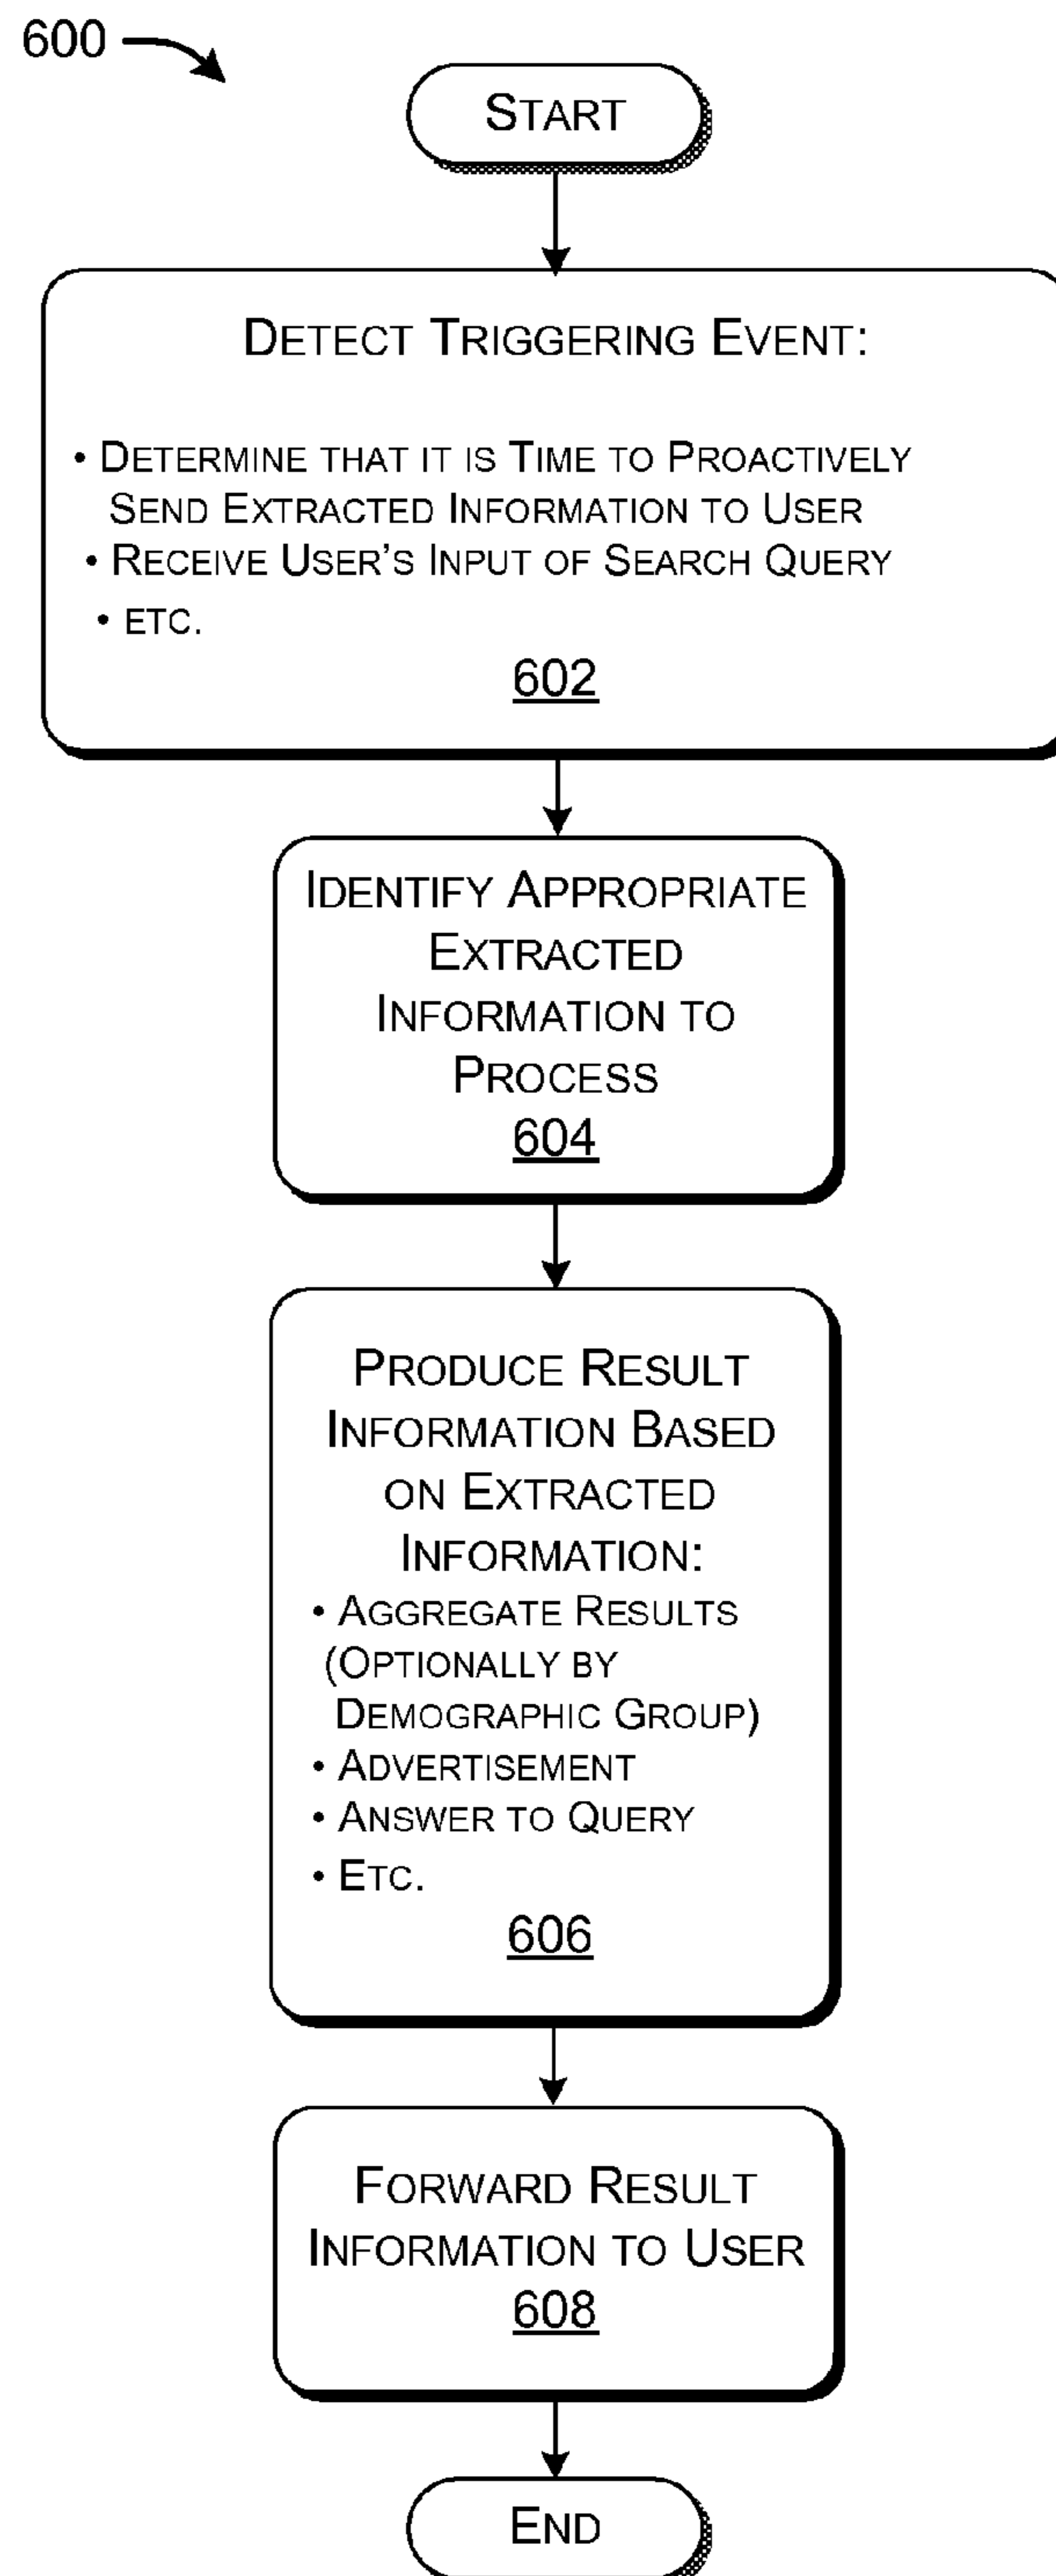 600
START
DETECT TRIGGERING EVENT:
• DETERMINE THAT IT IS TIME TO PROACTIVELY
SEND EXTRACTED INFORMATION TO USER
• RECEIVE USER'S INPUT OF SEARCH QUERY
• ETC.
602
IDENTIFY APPROPRIATE
EXTRACTED
INFORMATION TO
PROCESS
604
PRODUCE RESULT
INFORMATION BASED
ON EXTRACTED
INFORMATION:
• AGGREGATE RESULTS
(OPTIONALLY BY
DEMOGRAPHIC GROUP)
• ADVERTISEMENT
• ANSWER TO QUERY
• ETC.
606
FORWARD RESULT
INFORMATION TO USER
608
END